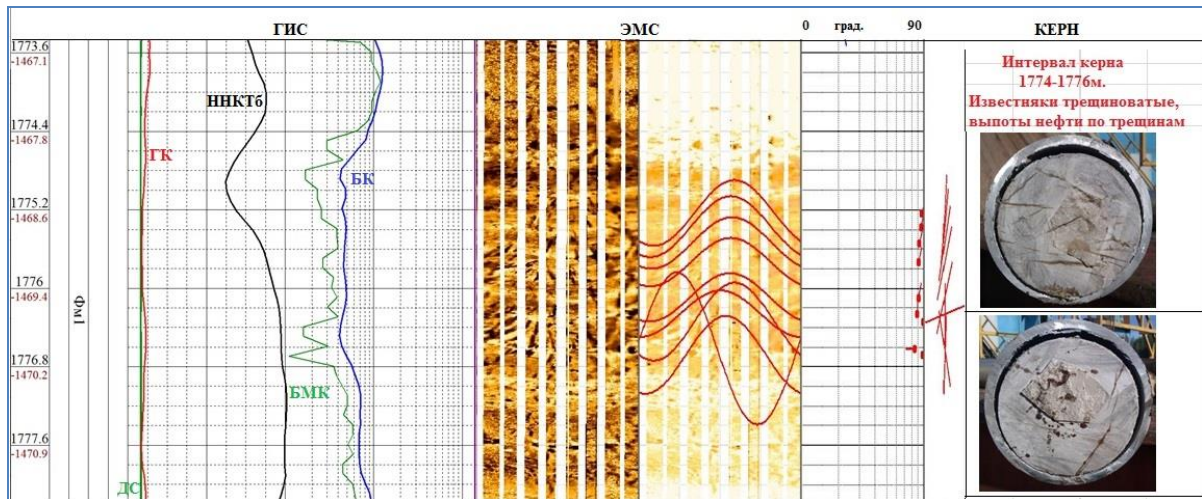 ГИС
ЭМС
0 град. 90
КЕРН
1773.6
-1467.1
Интервал керна
1774-1776м.
Известняки трещиноватые,
выпоты нефти по трещинам
ННКТб
1774.4
-1467.8
ГК
БК
1775.2
-1468.6
1776
-1469.4
Фм1
1776.8
-1470.2
БМК
1777.6
-1470.9
ДС